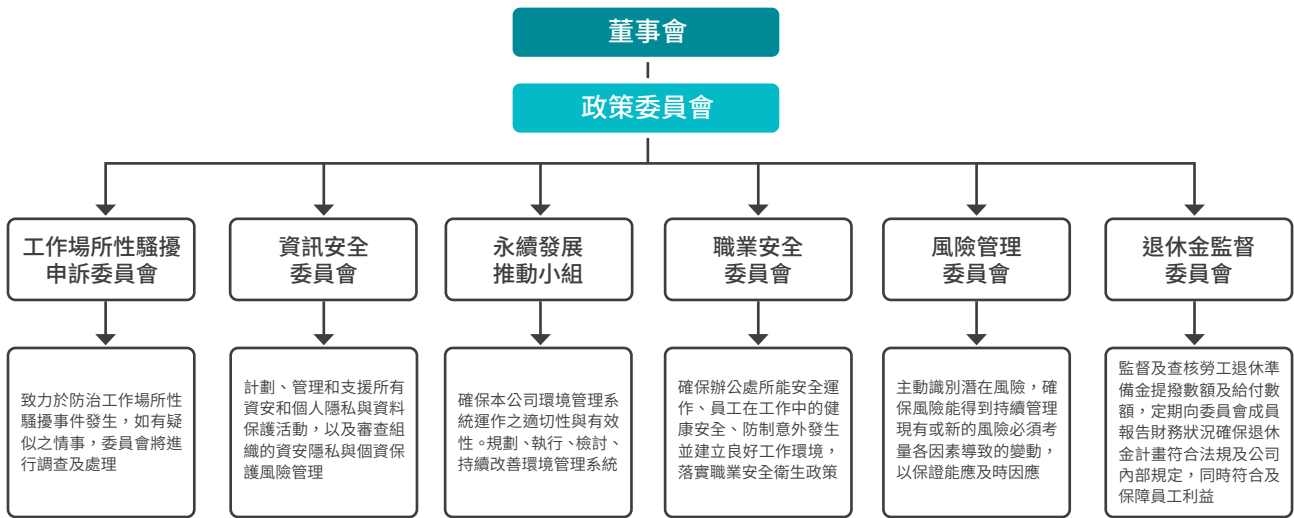 董事會
政策委員會
工作場所性騷擾
申訴委員會
資訊安全
委員會
永續發展
推動小組
職業安全
委員會
風險管理
委員會
退休金監督
委員會
致力於防治工作場所性
騷擾事件發生，如有疑
似之情事，委員會將進
行調查及處理
計劃、管理和支援所有
資安和個人隱私與資料
保護活動，以及審查組
織的資安隱私與個資保
護風險管理
確保本公司環境管理系
統運作之適切性與有效
性。規劃、執行、檢討、
持續改善環境管理系統
確保辦公處所能安全運
作、員工在工作中的健
康安全、防制意外發生
並建立良好工作環境，
落實職業安全衛生政策
主動識別潛在風險，確
保風險能得到持續管理
現有或新的風險必須考
量各因素導致的變動，
以保證能應及時因應
監督及查核勞工退休準
備金提撥數額及給付數
額，定期向委員會成員
報告財務狀況確保退休
金計畫符合法規及公司
內部規定，同時符合及
保障員工利益